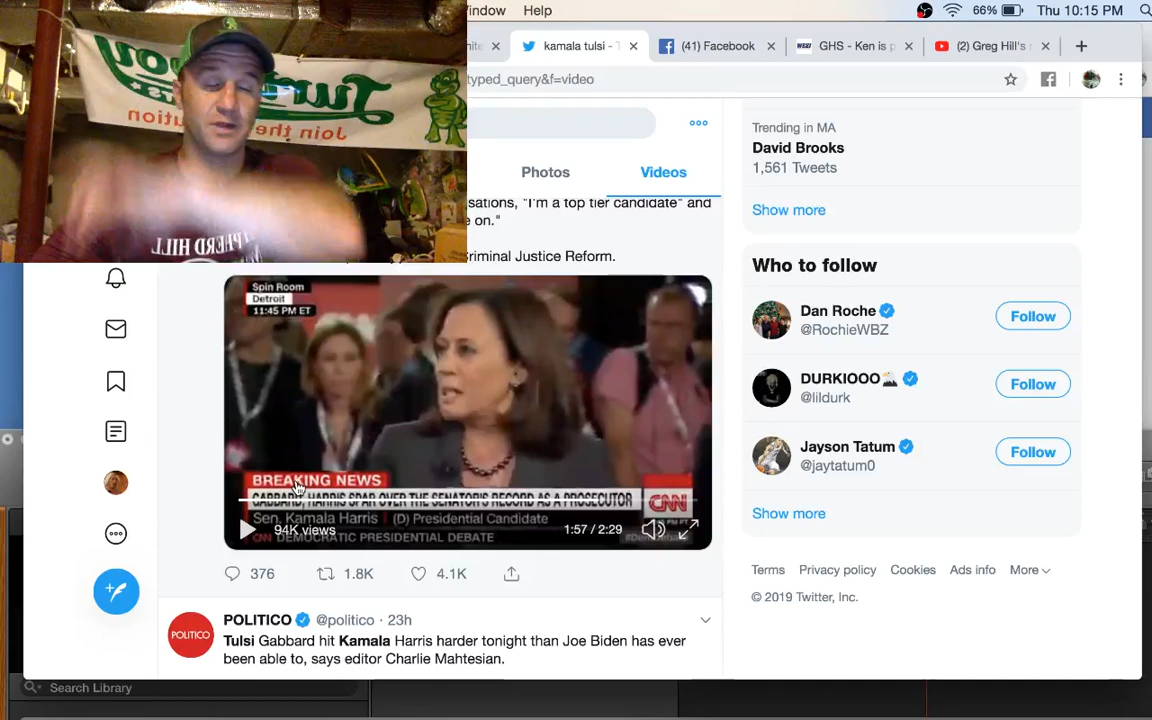 indow Help 66% Thu 10:15 PM
kamala tulsi - T (41) Facebook GHS - Ken is p (2) Greg Hill's r
typed_query&f=video
Join the
ution
Trending in MA
David Brooks
1,561 Tweets
Show more
Photos Videos
sations, "I'm a top tier candidate" and
e on."
riminal Justice Reform.
Spin Room
Detroit
11:45 PM ET
BREAKING NEWS
GABBARD, HARRIS SPAR OVER THE SENATOR'S RECORD AS A PROSECUTOR
CNN
Sen. Kamala Harris (D) Presidential Candidate
94K views 1:57 / 2:29
CNN DEMOCRATIC PRESIDENTIAL DEBATE
376 1.8K 4.1K
POLITICO
POLITICO @politico · 23h
Tulsi Gabbard hit Kamala Harris harder tonight than Joe Biden has ever
been able to, says editor Charlie Mahtesian.
Who to follow
Dan Roche
@RochieWBZ
Follow
DURKIOOO
@lildurk
Follow
Jayson Tatum
@jaytatum0
Follow
Show more
Terms Privacy policy Cookies Ads info More
© 2019 Twitter, Inc.
Search Library